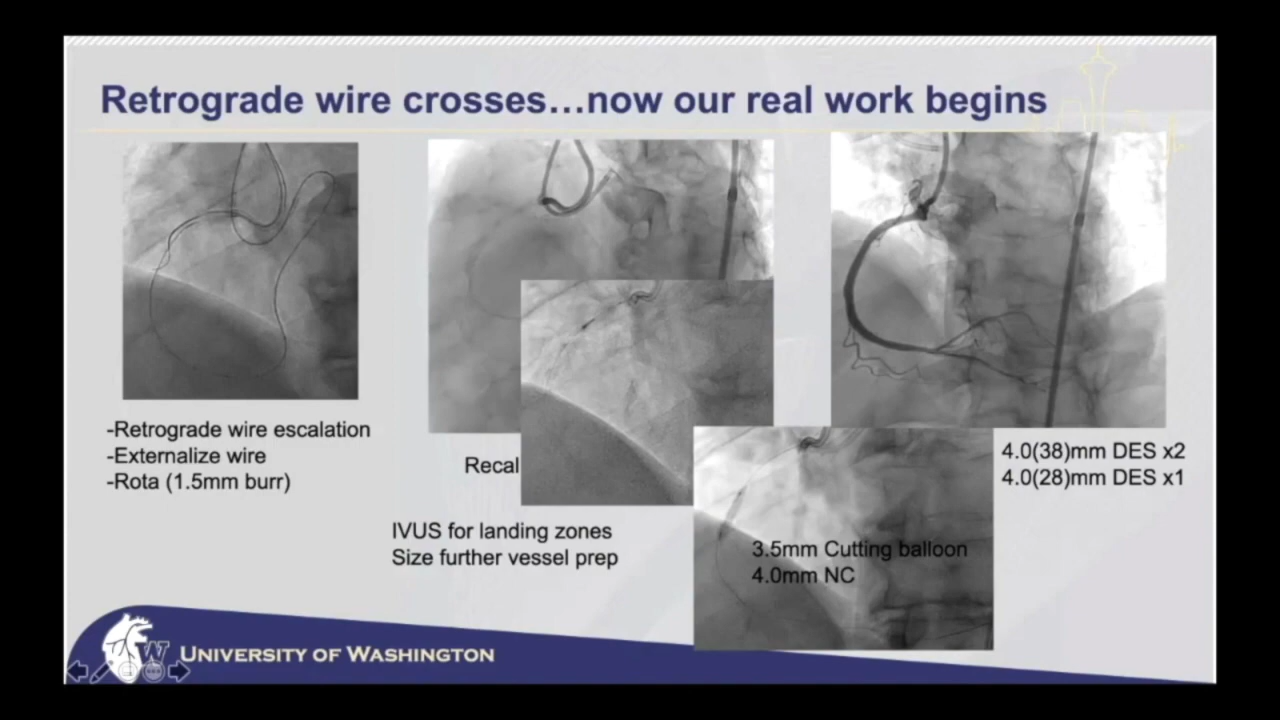 Retrograde wire crosses...now our real work begins
-Retrograde wire escalation
-Externalize wire
-Rota (1.5mm burr)
Recal
IVUS for landing zones
Size further vessel prep
3.5mm Cutting balloon
4.0mm NC
4.0(38)mm DES x2
4.0(28)mm DES x1
W
UNIVERSITY OF WASHINGTON